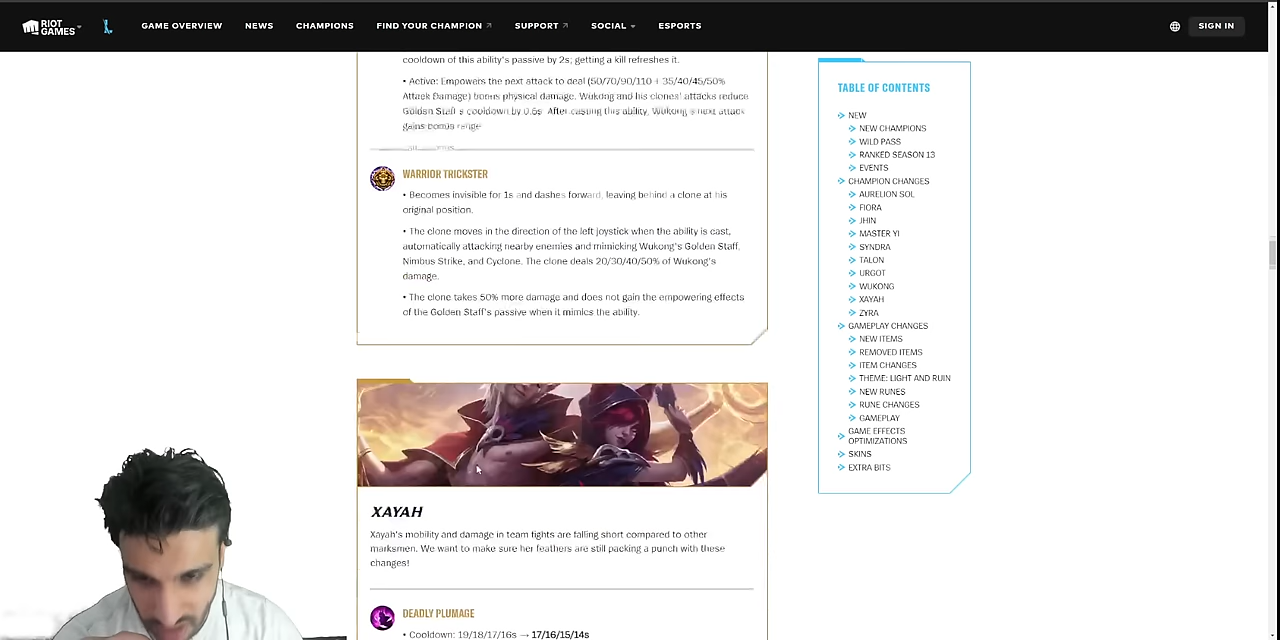 RIOT GAMES
GAME OVERVIEW NEWS CHAMPIONS FIND YOUR CHAMPION SUPPORT SOCIAL ESPORTS SIGN IN
cooldown of this ability's passive by 2s; getting a kill refreshes it.
• Active: Empowers the next attack to deal (50/70/90/110 + 35/40/45/50%
Attack Damage) bonus physical damage. Wukong and his clones' attacks reduce
Golden Staff's cooldown by 0.6s. After casting this ability, Wukong's next attack
gains bonus range
WARRIOR TRICKSTER
• Becomes invisible for 1s and dashes forward, leaving behind a clone at his
original position.
• The clone moves in the direction of the left joystick when the ability is cast,
automatically attacking nearby enemies and mimicking Wukong's Golden Staff,
Nimbus Strike, and Cyclone. The clone deals 20/30/40/50% of Wukong's
damage.
• The clone takes 50% more damage and does not gain the empowering effects
of the Golden Staff's passive when it mimics the ability.
XAYAH
Xayah's mobility and damage in team fights are falling short compared to other
marksmen. We want to make sure her feathers are still packing a punch with these
changes!
DEADLY PLUMAGE
• Cooldown: 19/18/17/16s → 17/16/15/14s
TABLE OF CONTENTS
NEW
NEW CHAMPIONS
WILD PASS
RANKED SEASON 13
EVENTS
CHAMPION CHANGES
AURELION SOL
FIORA
JHIN
MASTER YI
SYNDRA
TALON
URGOT
WUKONG
XAYAH
ZYRA
GAMEPLAY CHANGES
NEW ITEMS
REMOVED ITEMS
ITEM CHANGES
THEME: LIGHT AND RUIN
NEW RUNES
RUNE CHANGES
GAMEPLAY
GAME EFFECTS
OPTIMIZATIONS
SKINS
EXTRA BITS